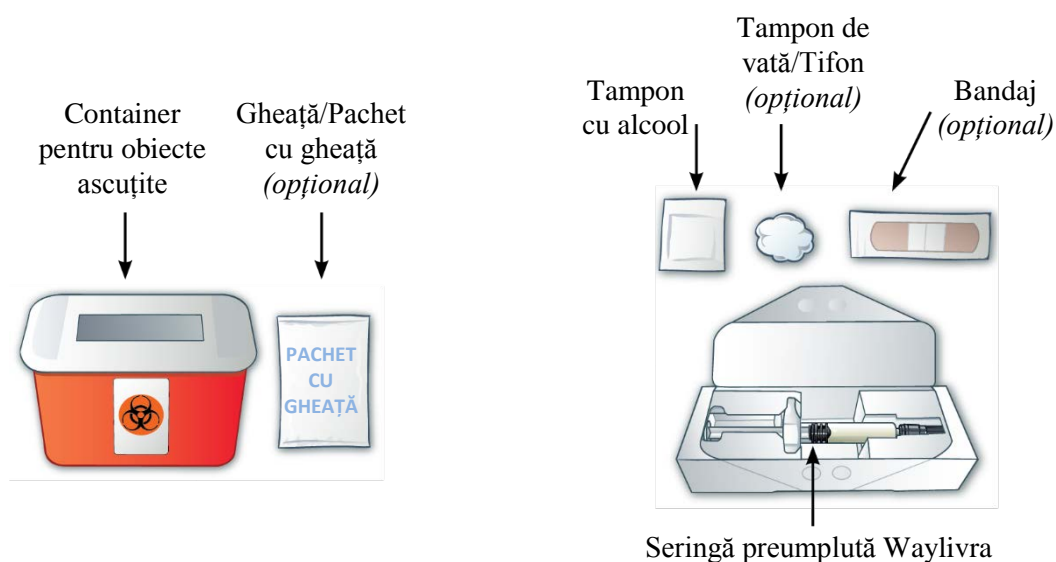 Container
pentru obiecte
ascuțite
Gheață/Pachet
cu gheață
(opțional)
PACHET
CU
GHEAȚĂ
Tampon
cu alcool
Tampon de
vată/Tifon
(opțional)
Bandaj
(opțional)
Seringă preumplută Waylivra